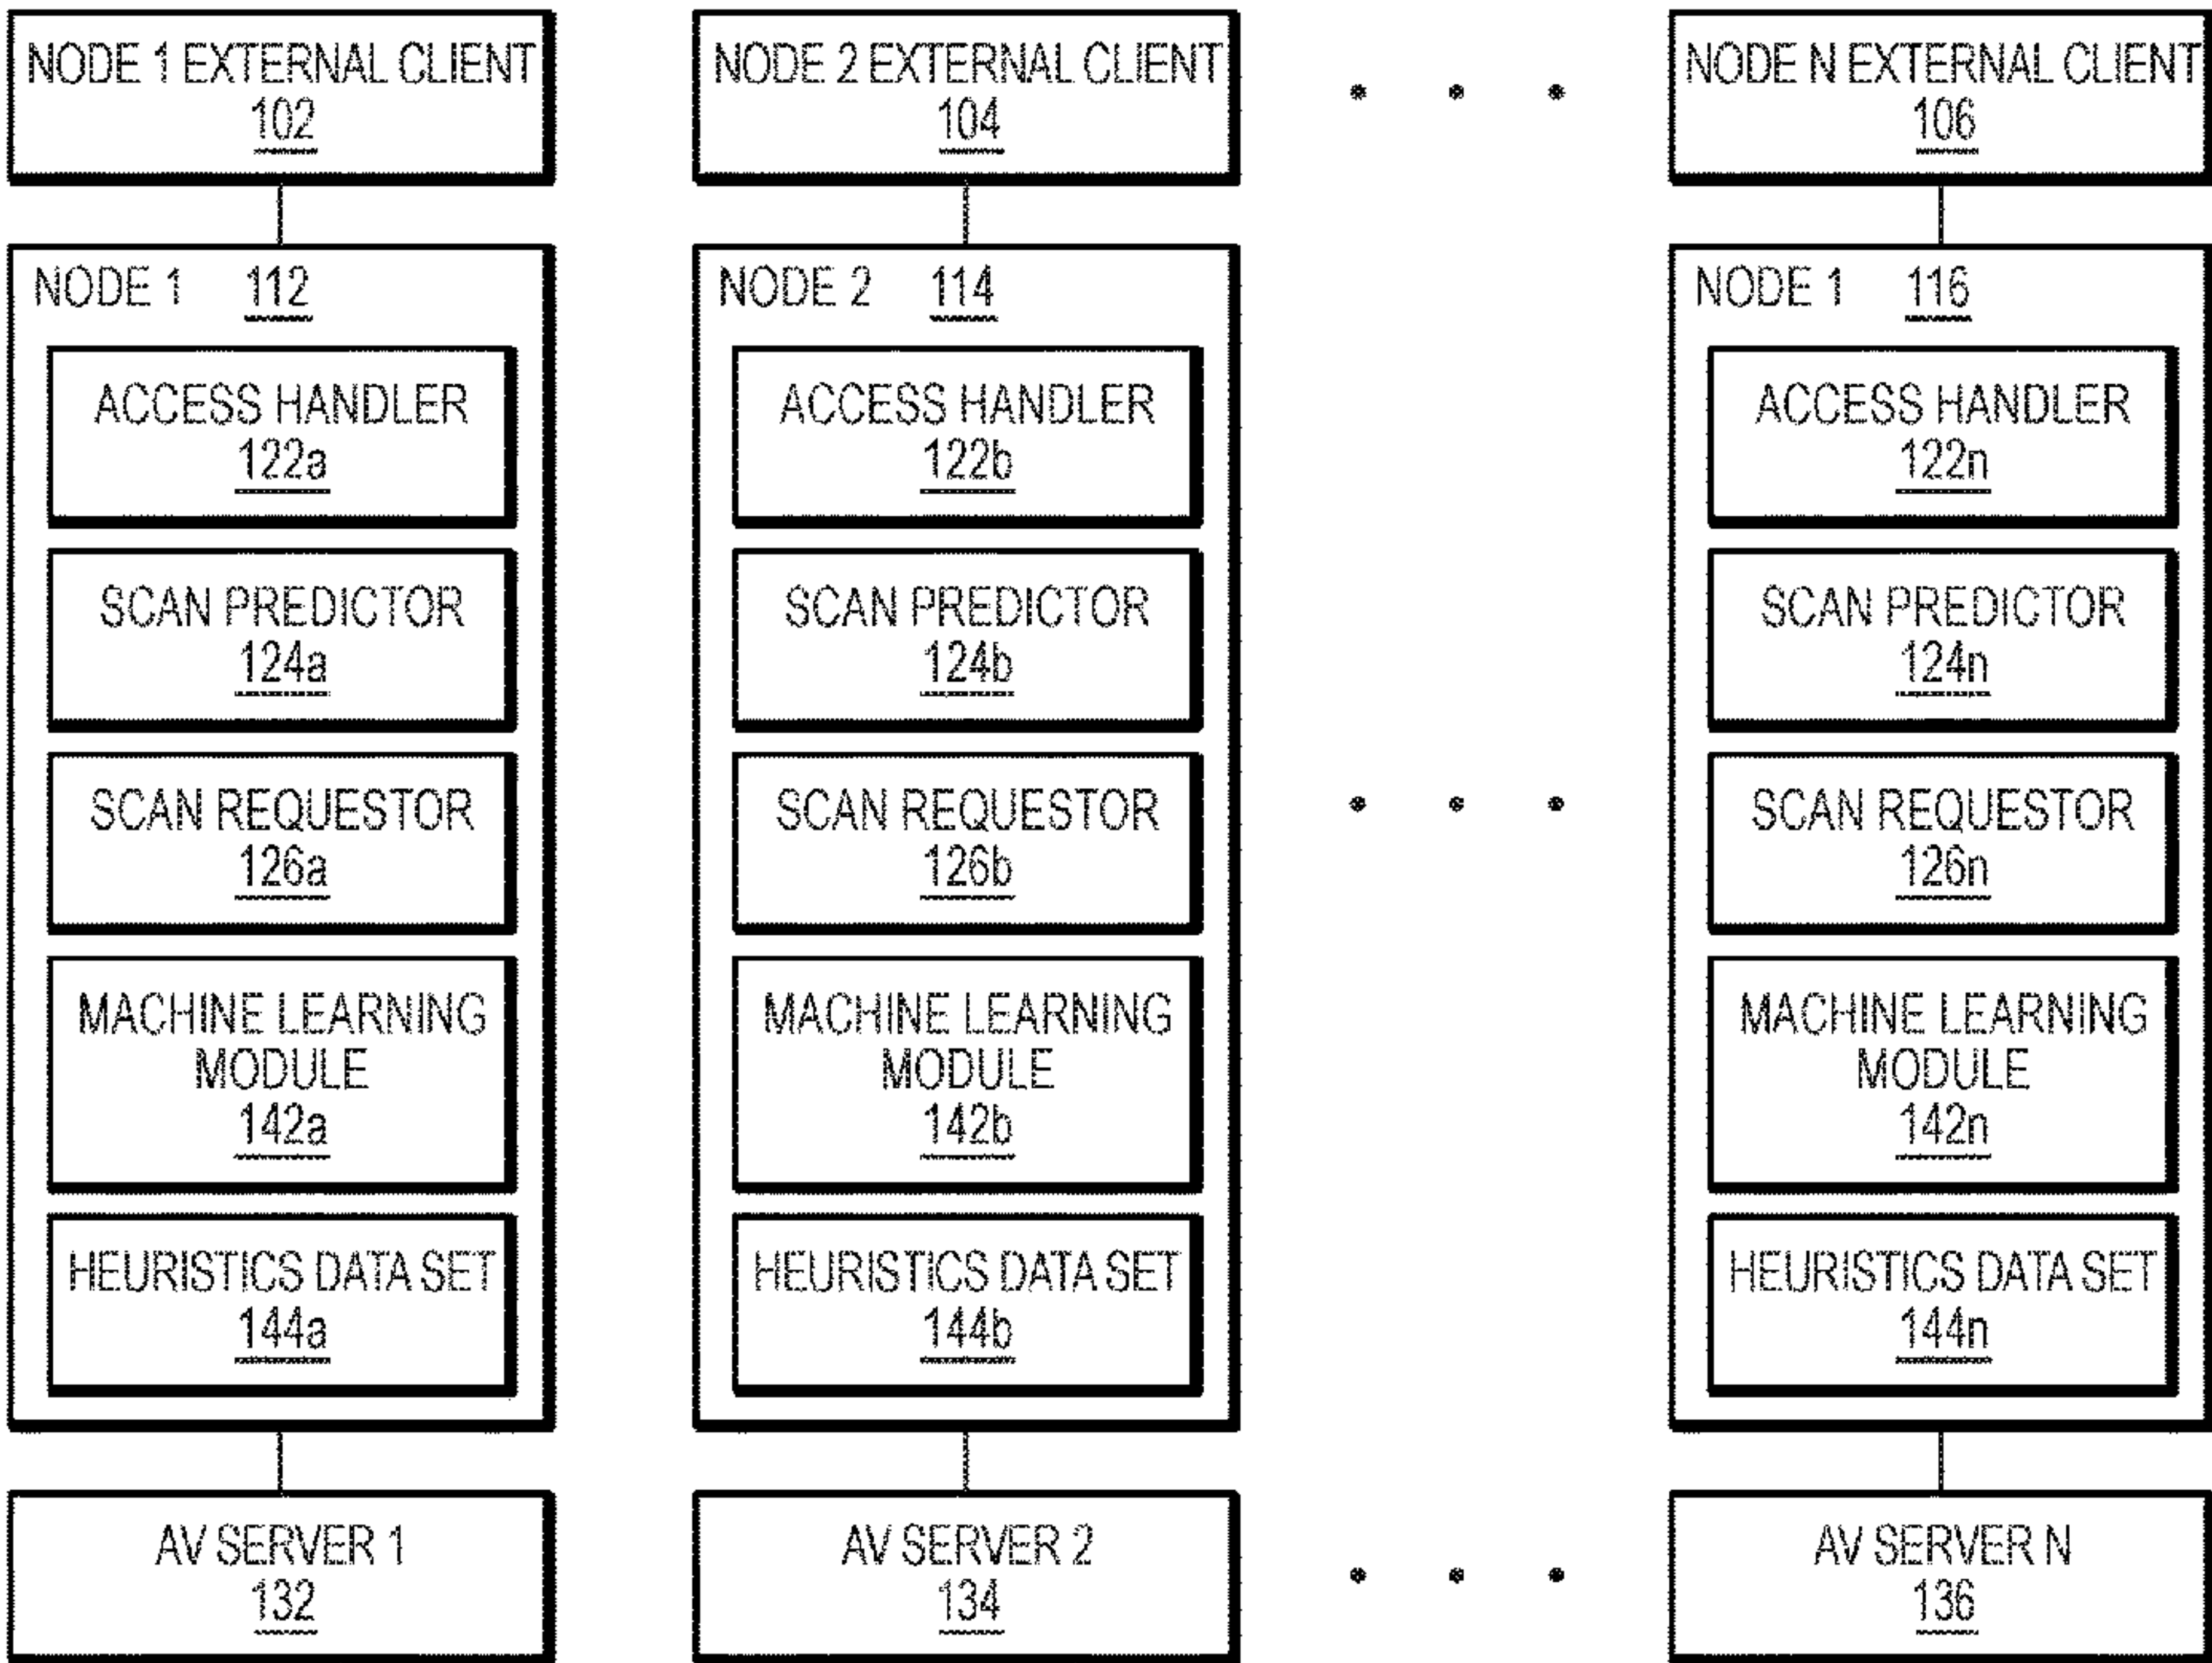 NODE 1 EXTERNAL CLIENT
102
NODE 2 EXTERNAL CLIENT
104
NODE N EXTERNAL CLIENT
106
NODE 1 112
ACCESS HANDLER
122a
SCAN PREDICTOR
124a
SCAN REQUESTOR
126a
MACHINE LEARNING
MODULE
142a
HEURISTICS DATA SET
144a
NODE 2 114
ACCESS HANDLER
122b
SCAN PREDICTOR
124b
SCAN REQUESTOR
126b
MACHINE LEARNING
MODULE
142b
HEURISTICS DATA SET
144b
NODE 1 116
ACCESS HANDLER
122n
SCAN PREDICTOR
124n
SCAN REQUESTOR
126n
MACHINE LEARNING
MODULE
142n
HEURISTICS DATA SET
144n
AV SERVER 1
132
AV SERVER 2
134
AV SERVER N
136